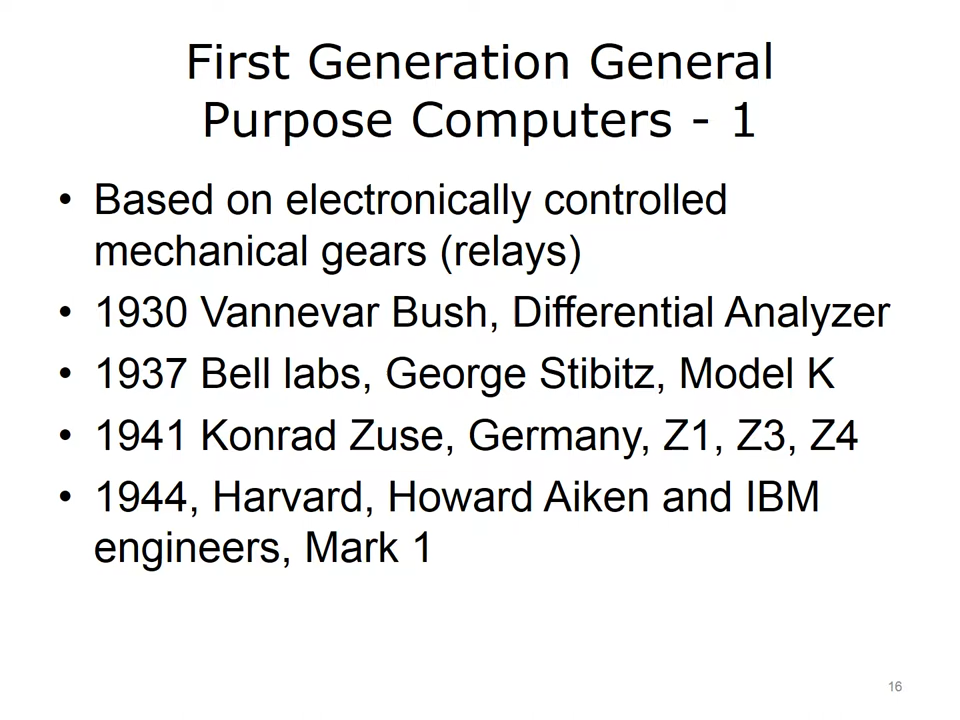 First Generation General
Purpose Computers - 1
• Based on electronically controlled
mechanical gears (relays)
• 1930 Vannevar Bush, Differential Analyzer
• 1937 Bell labs, George Stibitz, Model K
• 1941 Konrad Zuse, Germany, Z1, Z3, Z4
• 1944, Harvard, Howard Aiken and IBM
engineers, Mark 1
16